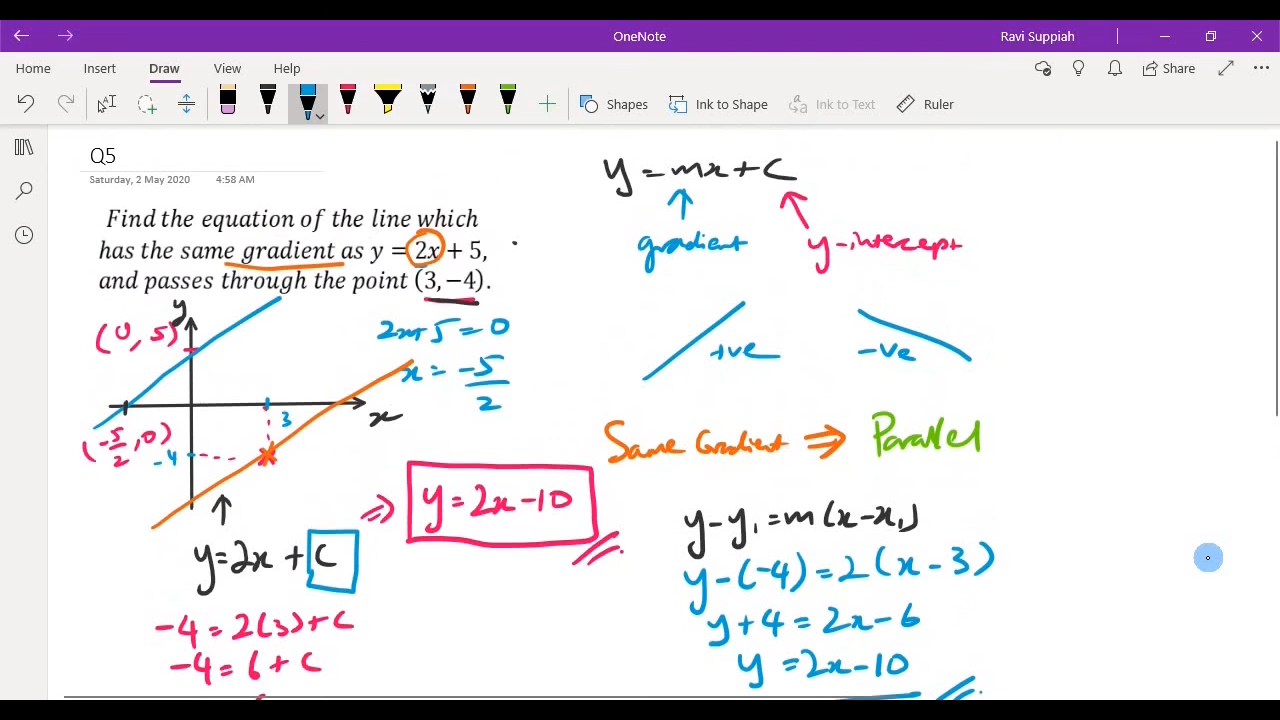 OneNote
Ravi Suppiah
Home Insert Draw View Help
Share
Shapes
Ink to Shape
Ink to Text
Ruler
Q5
Saturday, 2 May 2020 4:58 AM
Find the equation of the line which
has the same gradient as y = 2x + 5,
and passes through the point (3, −4).
y
(0, 5)
2x+5=0
x = -5/2
x
3
(-5/2, 0)
-4
y=2x + C
-4 = 2(3)+C
-4 = 6 + C
⇒ y=2x-10
y = mx + C
gradient
y-intercept
+ve
-ve
Same Gradient ⇒ Parallel
y-y₁=m(x-x₁)
y-(-4)=2(x-3)
y+4=2x-6
y=2x-10